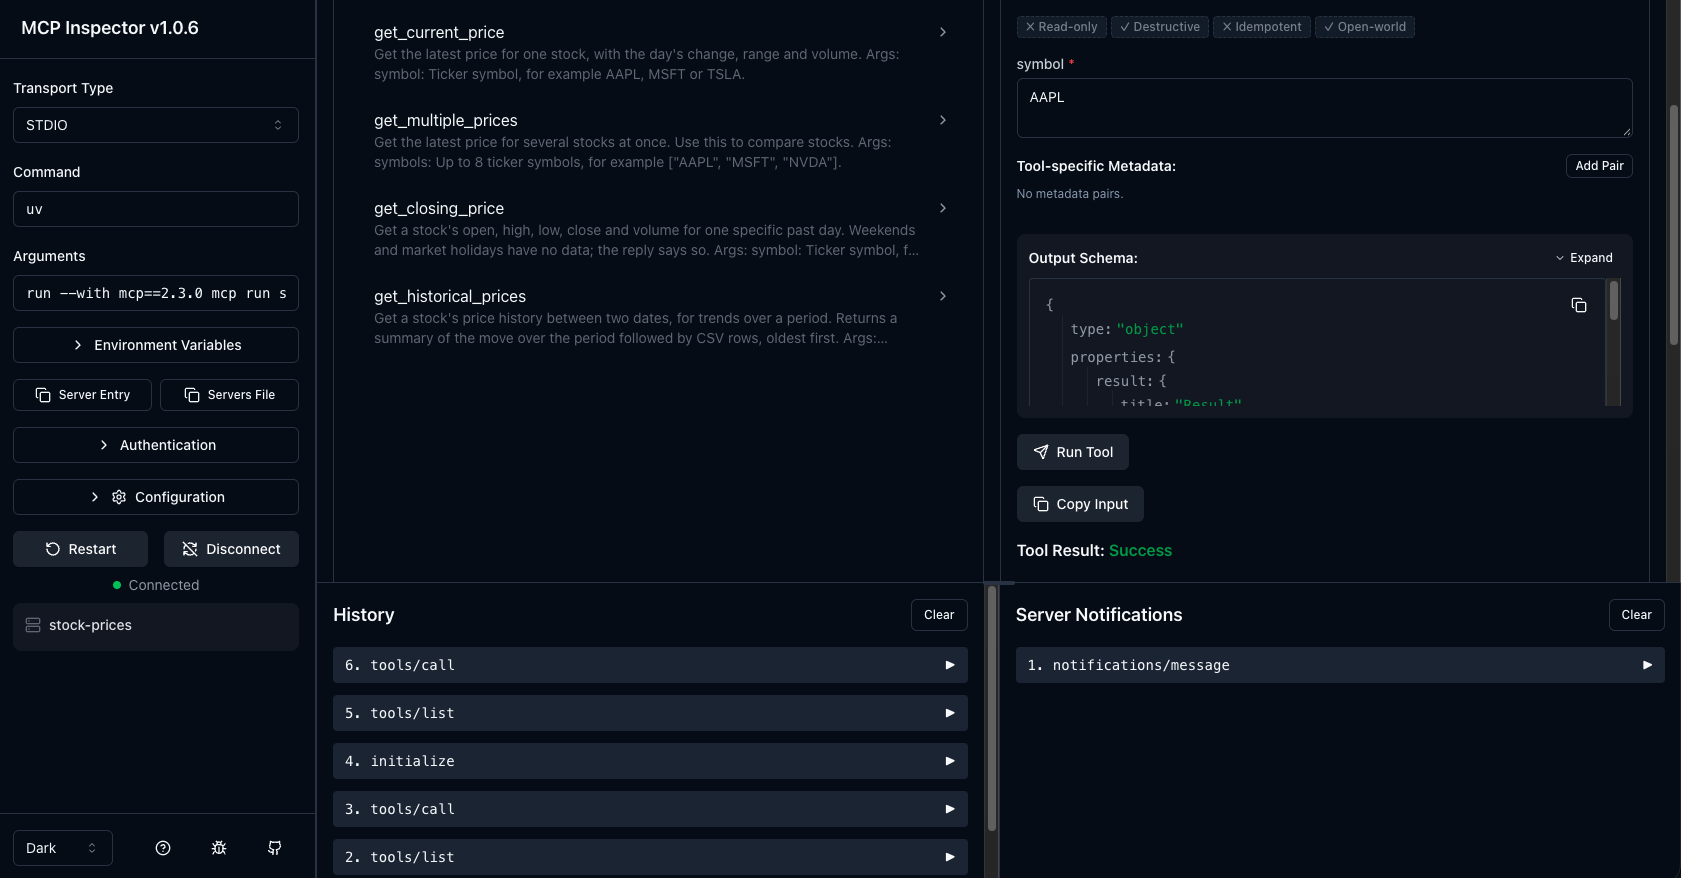 MCP Inspector v1.0.6
Transport Type
STDIO
Command
uv
Arguments
run --with mcp==2.3.0 mcp run s
Environment Variables
Server Entry
Servers File
Authentication
Configuration
Restart
Disconnect
Connected
stock-prices
Dark
get_current_price
Get the latest price for one stock, with the day's change, range and volume. Args:
symbol: Ticker symbol, for example AAPL, MSFT or TSLA.
get_multiple_prices
Get the latest price for several stocks at once. Use this to compare stocks. Args:
symbols: Up to 8 ticker symbols, for example ["AAPL", "MSFT", "NVDA"].
get_closing_price
Get a stock's open, high, low, close and volume for one specific past day. Weekends
and market holidays have no data; the reply says so. Args: symbol: Ticker symbol, f...
get_historical_prices
Get a stock's price history between two dates, for trends over a period. Returns a
summary of the move over the period followed by CSV rows, oldest first. Args:...
Read-only
Destructive
Idempotent
Open-world
symbol *
AAPL
Tool-specific Metadata:
Add Pair
No metadata pairs.
Output Schema:
Expand
{
type: "object"
properties: {
result: {
title: "Result"
Run Tool
Copy Input
Tool Result: Success
History
Clear
6. tools/call
5. tools/list
4. initialize
3. tools/call
2. tools/list
Server Notifications
Clear
1. notifications/message